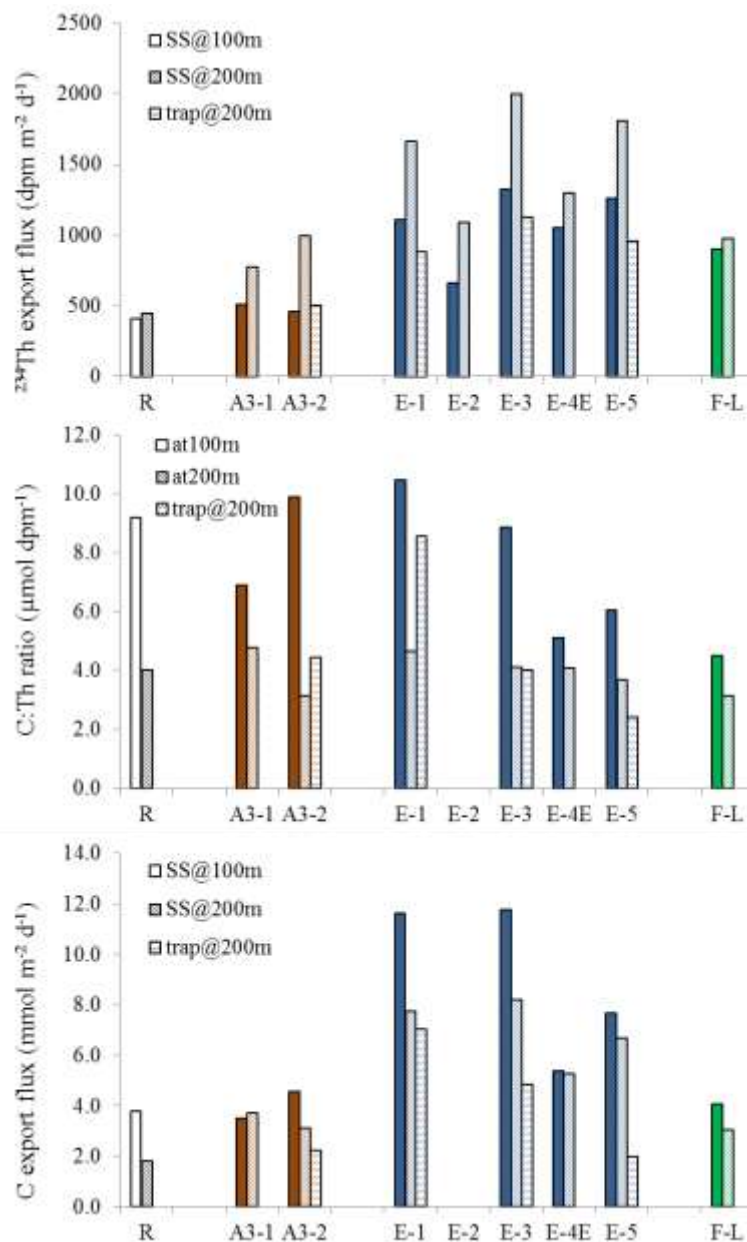 2500
2000
1500
1000
500
0
²³⁴Th export flux (dpm m⁻² d⁻¹)
SS@100m
SS@200m
trap@200m
R A3-1 A3-2 E-1 E-2 E-3 E-4E E-5 F-L
12.0
10.0
8.0
6.0
4.0
2.0
0.0
C:Th ratio (µmol dpm⁻¹)
at100m
at200m
trap@200m
R A3-1 A3-2 E-1 E-2 E-3 E-4E E-5 F-L
14.0
12.0
10.0
8.0
6.0
4.0
2.0
0.0
C export flux (mmol m⁻² d⁻¹)
SS@100m
SS@200m
trap@200m
R A3-1 A3-2 E-1 E-2 E-3 E-4E E-5 F-L